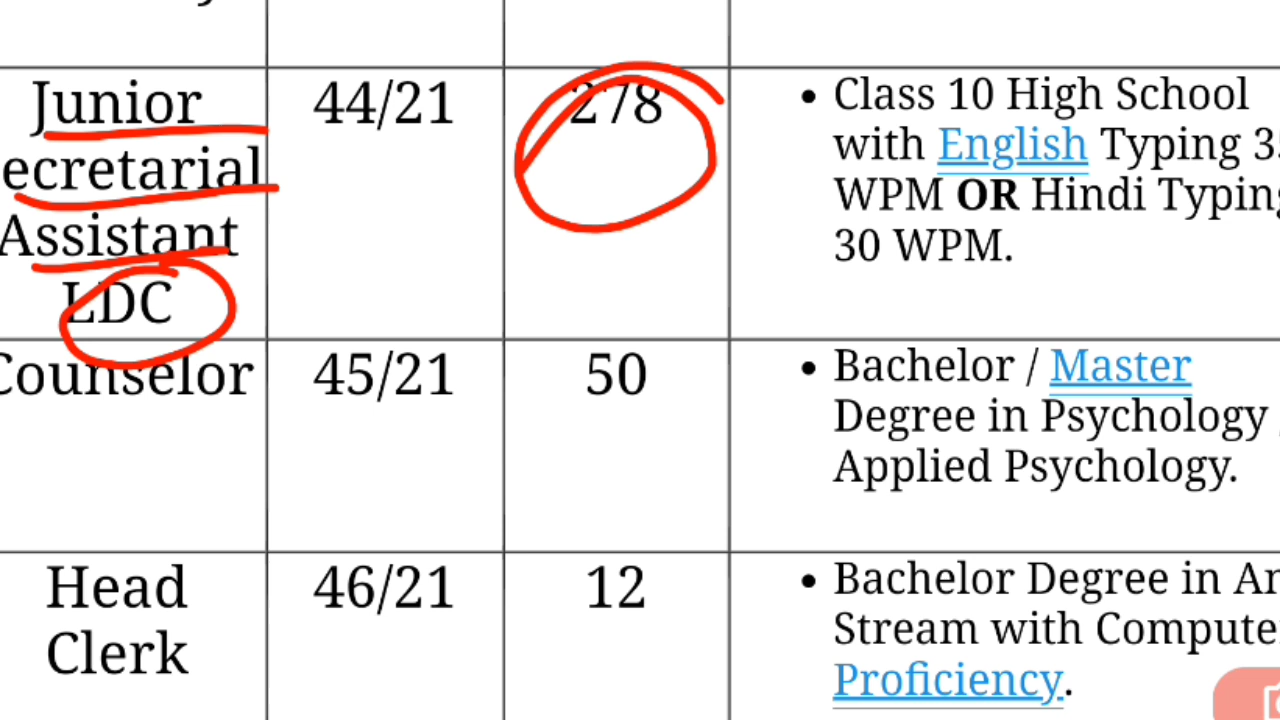 Junior
ecretarial
Assistant
LDC
44/21
278
Class 10 High School
with English Typing
WPM OR Hindi Typing
30 WPM.
Counselor
45/21
50
Bachelor / Master
Degree in Psychology
Applied Psychology.
Head
Clerk
46/21
12
Bachelor Degree in
Stream with Compute
Proficiency.